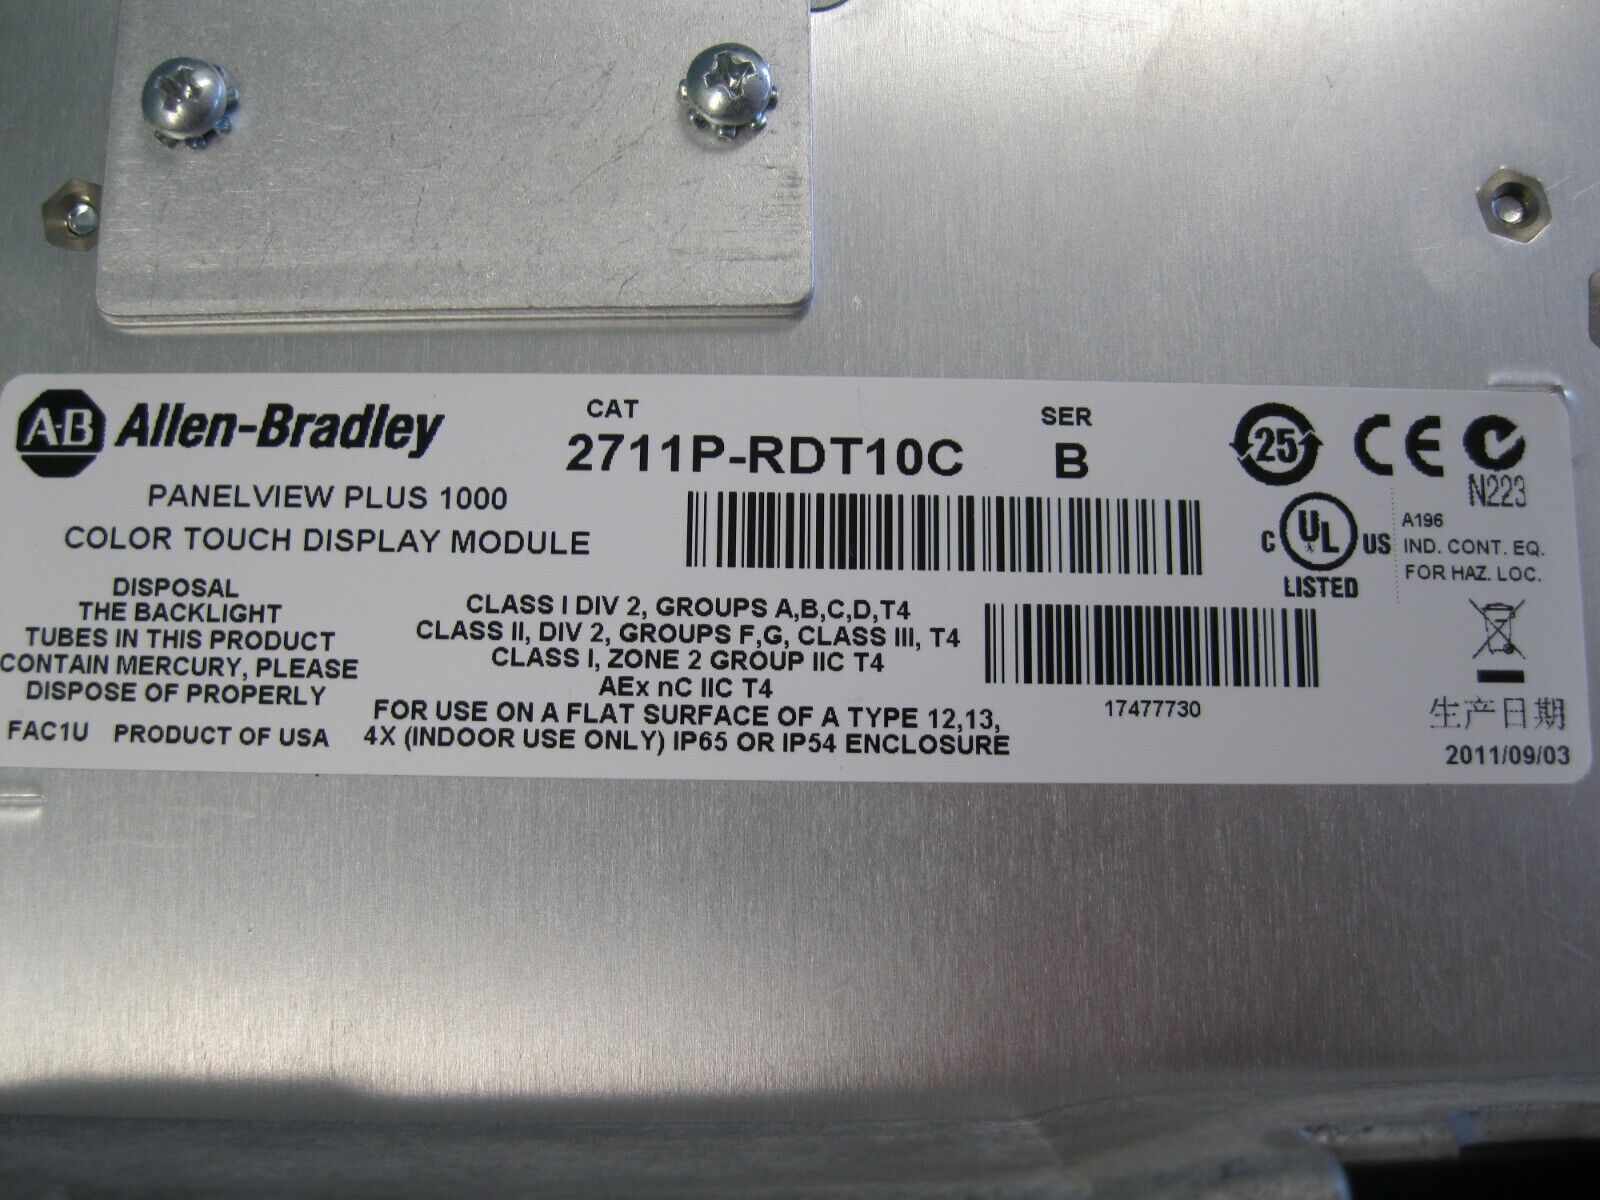 A-B Allen-Bradley
CAT
2711P-RDT10C
SER
B
PANELVIEW PLUS 1000
COLOR TOUCH DISPLAY MODULE
DISPOSAL
THE BACKLIGHT
TUBES IN THIS PRODUCT
CONTAIN MERCURY, PLEASE
DISPOSE OF PROPERLY
FAC1U PRODUCT OF USA
CLASS I DIV 2, GROUPS A,B,C,D,T4
CLASS II, DIV 2, GROUPS F,G, CLASS III, T4
CLASS I, ZONE 2 GROUP IIC T4
AEx nC IIC T4
FOR USE ON A FLAT SURFACE OF A TYPE 12,13,
4X (INDOOR USE ONLY) IP65 OR IP54 ENCLOSURE
17477730
25
CE
N223
C UL US
LISTED
A196
IND. CONT. EQ.
FOR HAZ. LOC.
生产日期
2011/09/03